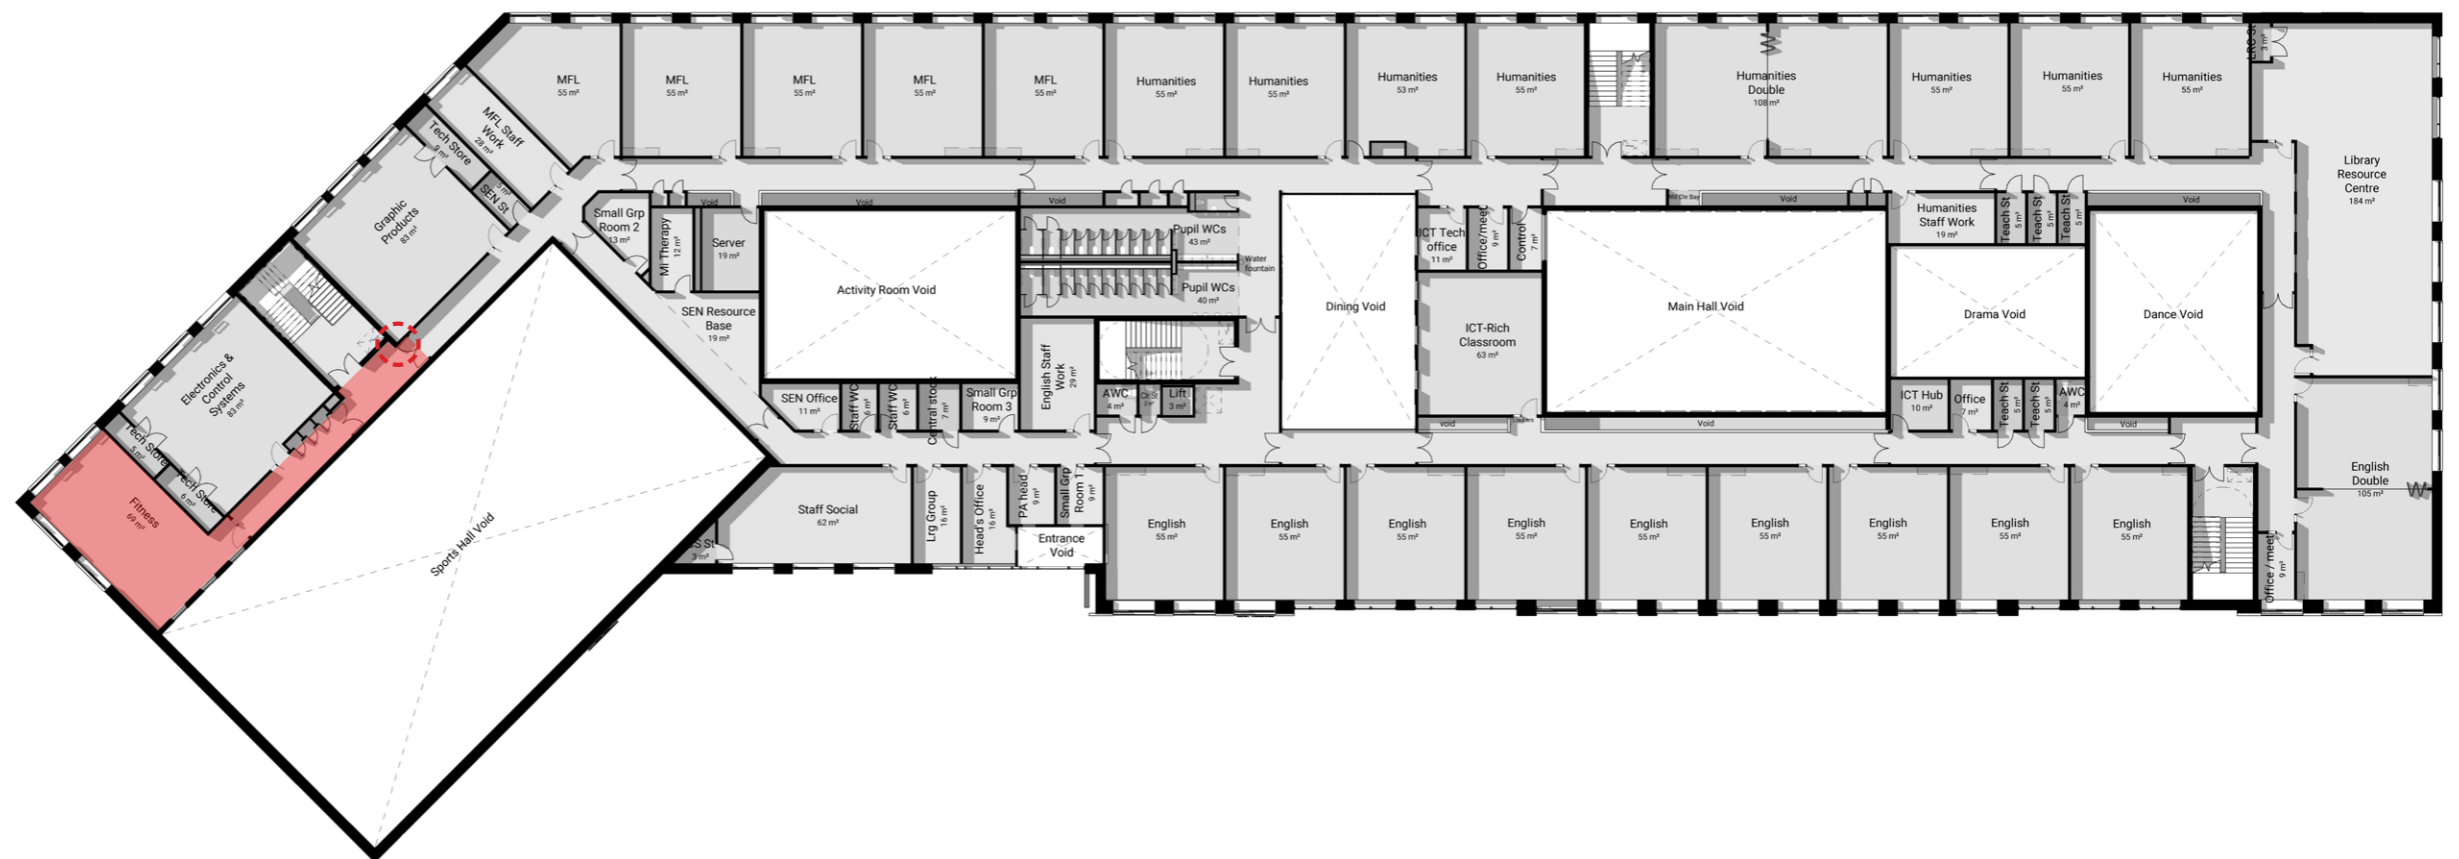 MFL
55 m²
MFL
55 m²
MFL
55 m²
MFL
55 m²
MFL
55 m²
Humanities
55 m²
Humanities
55 m²
Humanities
53 m²
Humanities
55 m²
Humanities
Double
108 m²
Humanities
55 m²
Humanities
55 m²
Humanities
55 m²
3 m²
Library
Resource
Centre
184 m²
MFL Staff
Work
28 m²
Tech Store
9 m²
SEN St
5 m²
Graphic
Products
83 m²
Electronics &
Control
Systems
83 m²
Tech Store
5 m²
Tech Store
6 m²
Fitness
69 m²
Sports Hall Void
Small Grp
Room 2
13 m²
MI Therapy
12 m²
Void
Server
19 m²
Void
Void
Activity Room Void
SEN Resource
Base
19 m²
Pupil WCs
43 m²
Water
fountain
Pupil WCs
40 m²
Dining Void
ICT Tech
office
11 m²
Office/meet
9 m²
Control
7 m²
ICT-Rich
Classroom
63 m²
Void
Main Hall Void
Humanities
Staff Work
19 m²
Teach St
5 m²
Teach St
5 m²
Teach St
5 m²
Void
Drama Void
Dance Void
SEN Office
11 m²
Staff WC
6 m²
Staff WC
6 m²
Central stock
7 m²
Small Grp
Room 3
9 m²
English Staff
Work
29 m²
AWC
4 m²
Lift
3 m²
void
Void
ICT Hub
10 m²
Office
7 m²
Teach St
5 m²
Teach St
5 m²
AWC
4 m²
Void
3 m²
Staff Social
62 m²
Lrg Group
16 m²
Head's Office
16 m²
PA head
9 m²
Small Grp
Room 1
9 m²
Entrance
Void
English
55 m²
English
55 m²
English
55 m²
English
55 m²
English
55 m²
English
55 m²
English
55 m²
English
55 m²
English
55 m²
Office / meet
9 m²
English
Double
105 m²